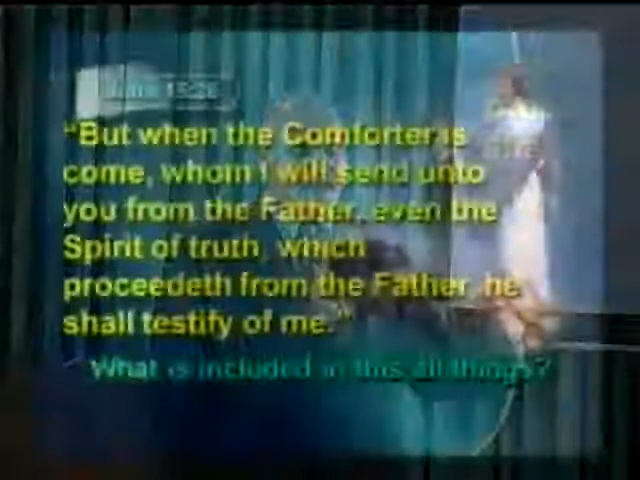 John 15:26
"But when the Comforter is
come, whom I will send unto
you from the Father, even the
Spirit of truth, which
proceedeth from the Father, he
shall testify of me."
What is included in this all things?